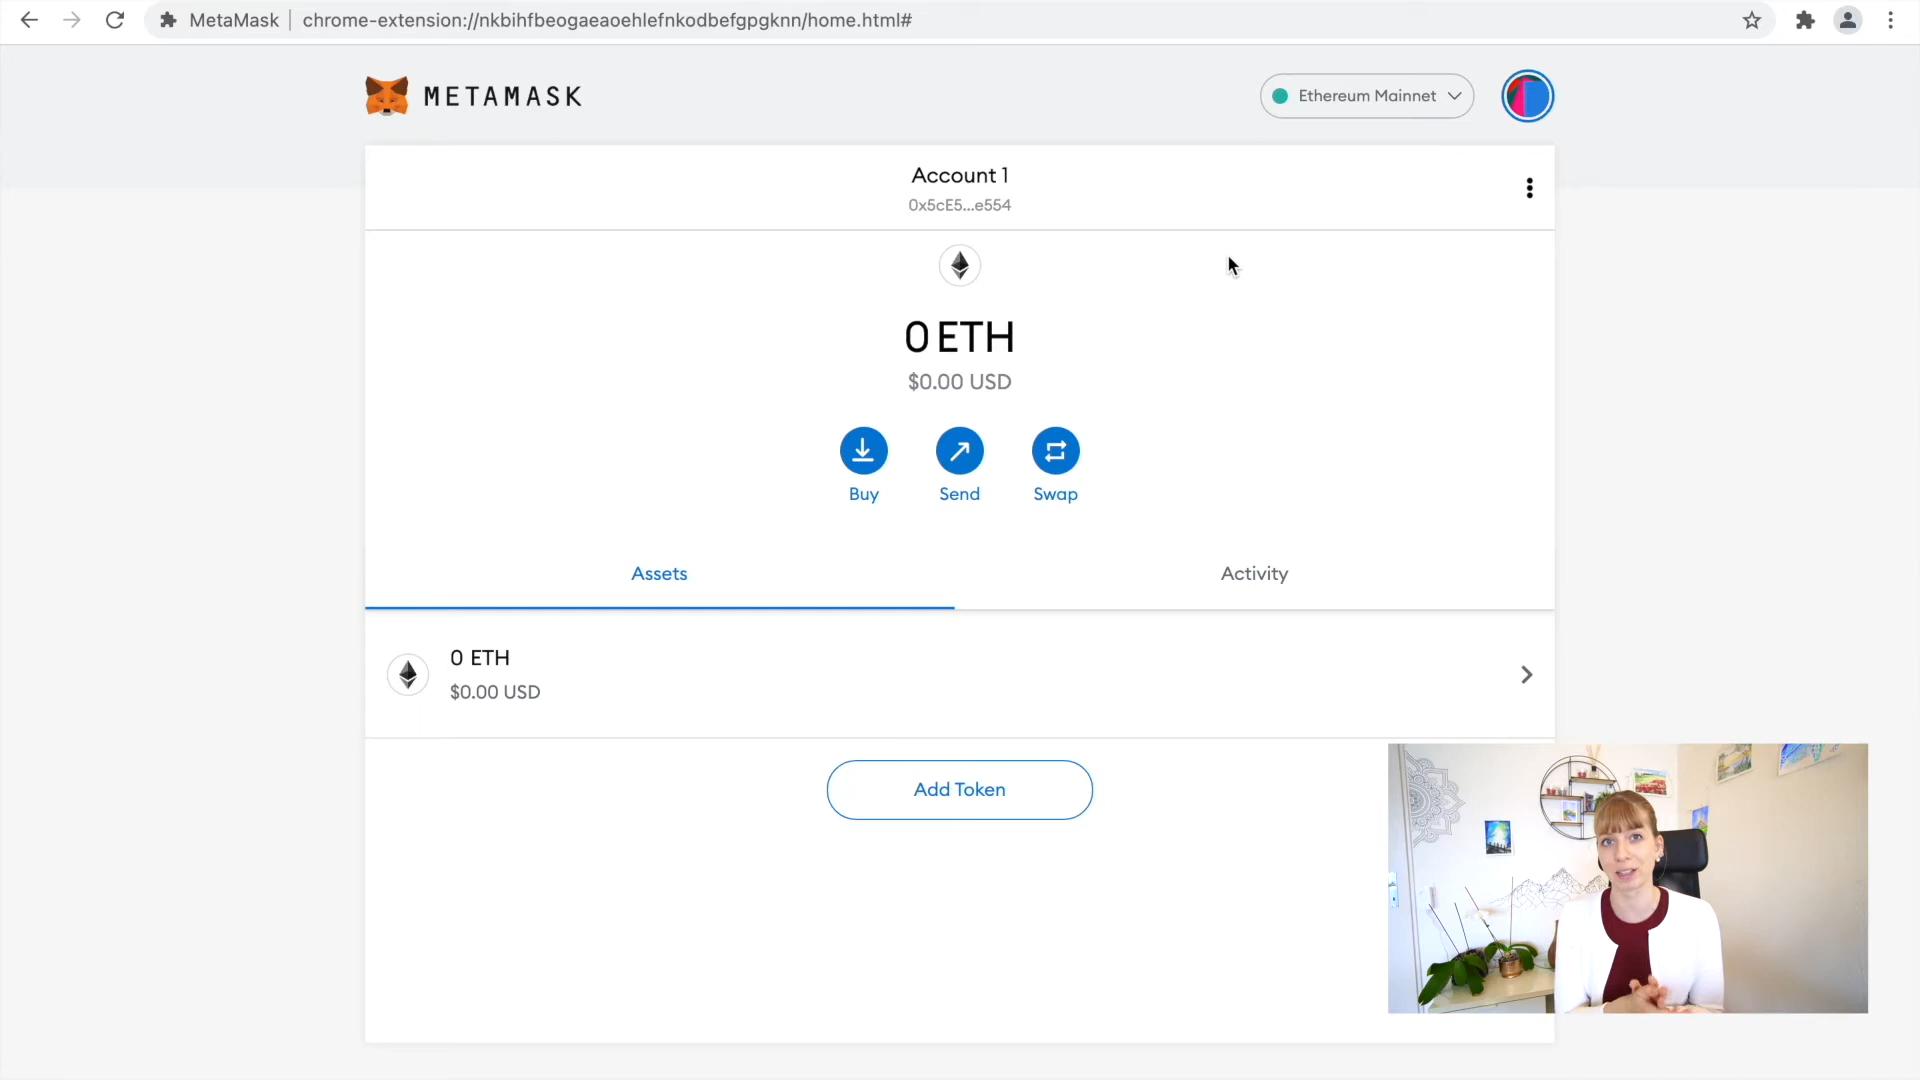 MetaMask | chrome-extension://nkbihfbeogaeaoehlefnkodbefgpgknn/home.html#
METAMASK
Ethereum Mainnet
Account 1
0x5cE5...e554
0 ETH
$0.00 USD
Buy
Send
Swap
Assets
Activity
0 ETH
$0.00 USD
Add Token